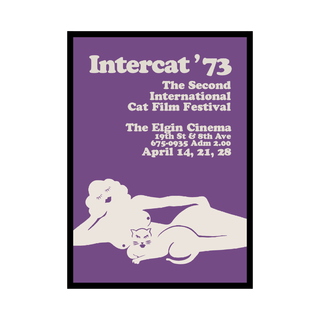 Intercat '73
The Second
International
Cat Film Festival
The Elgin Cinema
19th St & 8th Ave
675-0935 Adm 2.00
April 14, 21, 28